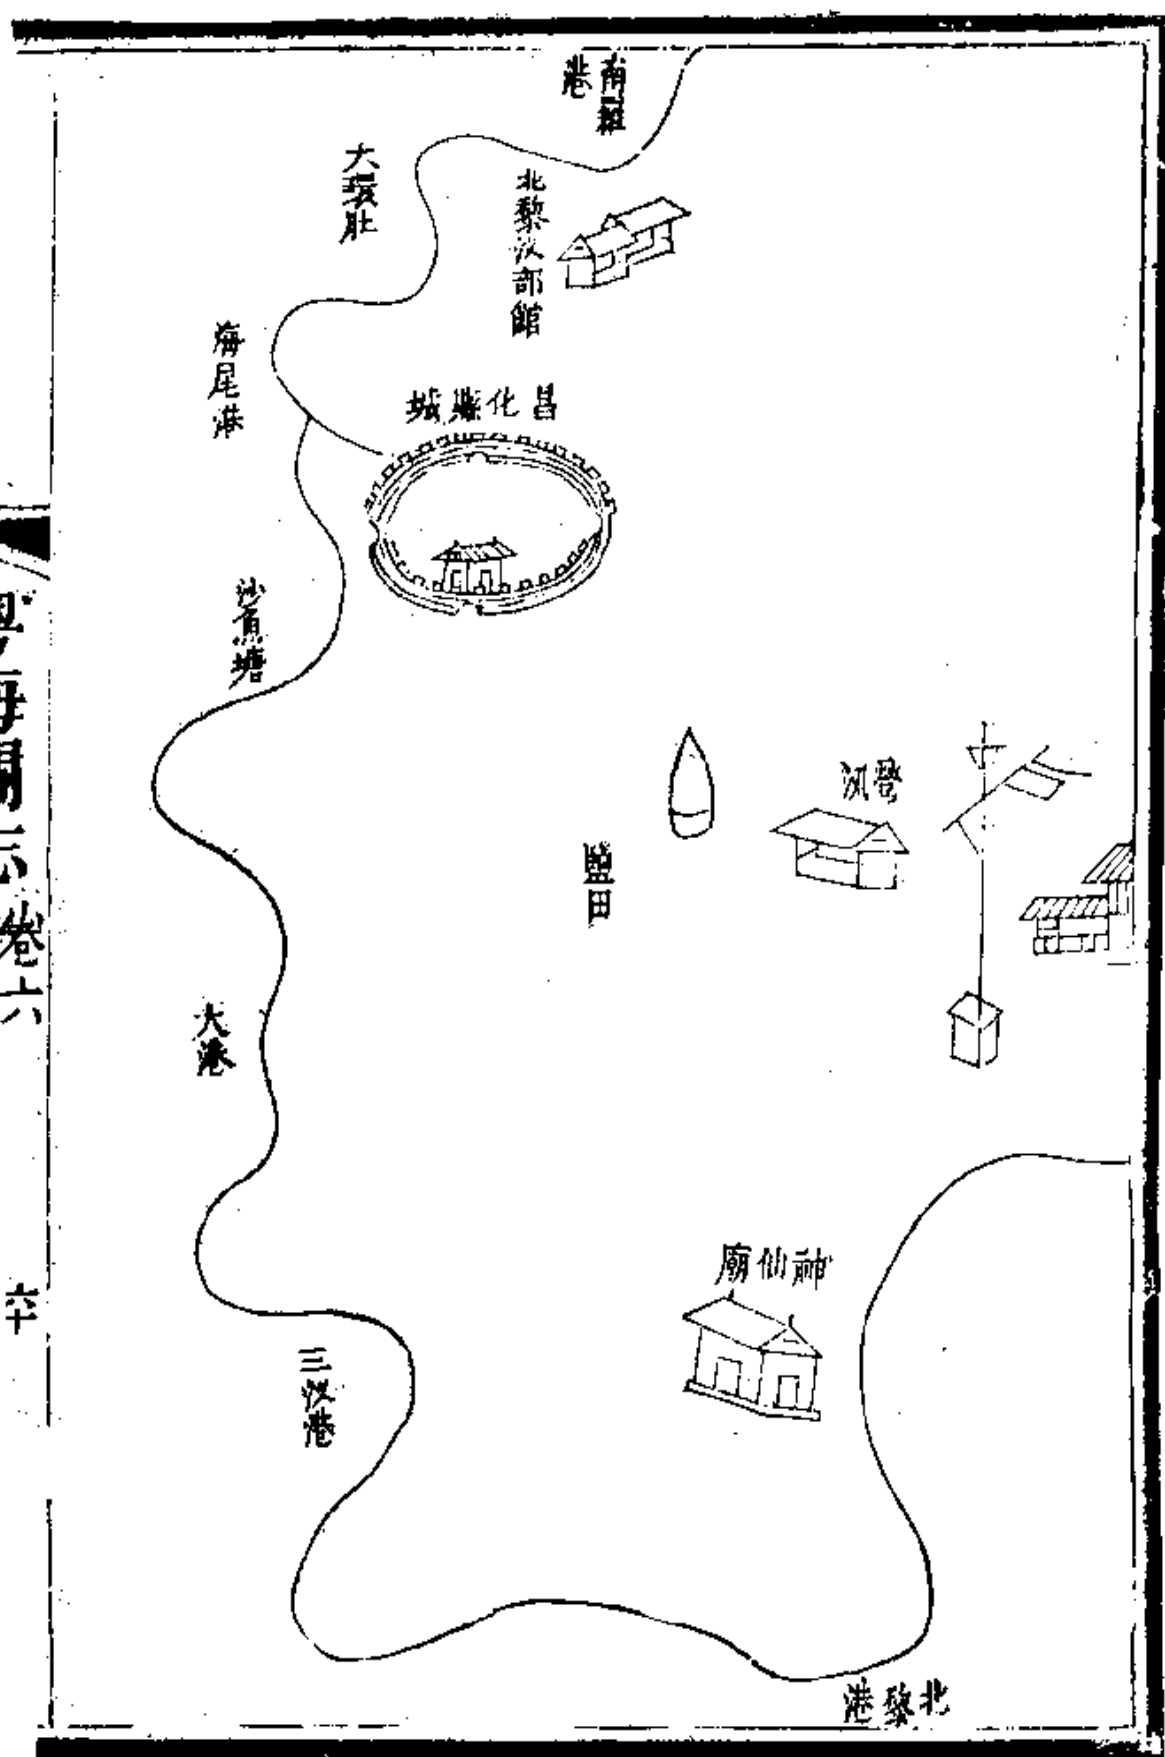 南羅
港
大環肚
北黎汛部館
海尾港
昌化縣城
沙魚塘
營汛
鹽田
大港
神仙廟
三汊港
北黎港
粵海關志卷六
六十